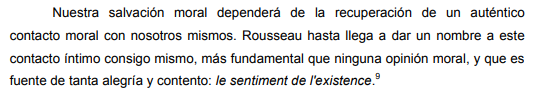 Nuestra salvación moral dependerá de la recuperación de un auténtico
contacto moral con nosotros mismos. Rousseau hasta llega a dar un nombre a este
contacto íntimo consigo mismo, más fundamental que ninguna opinión moral, y que es
fuente de tanta alegría y contento: le sentiment de l'existence.9